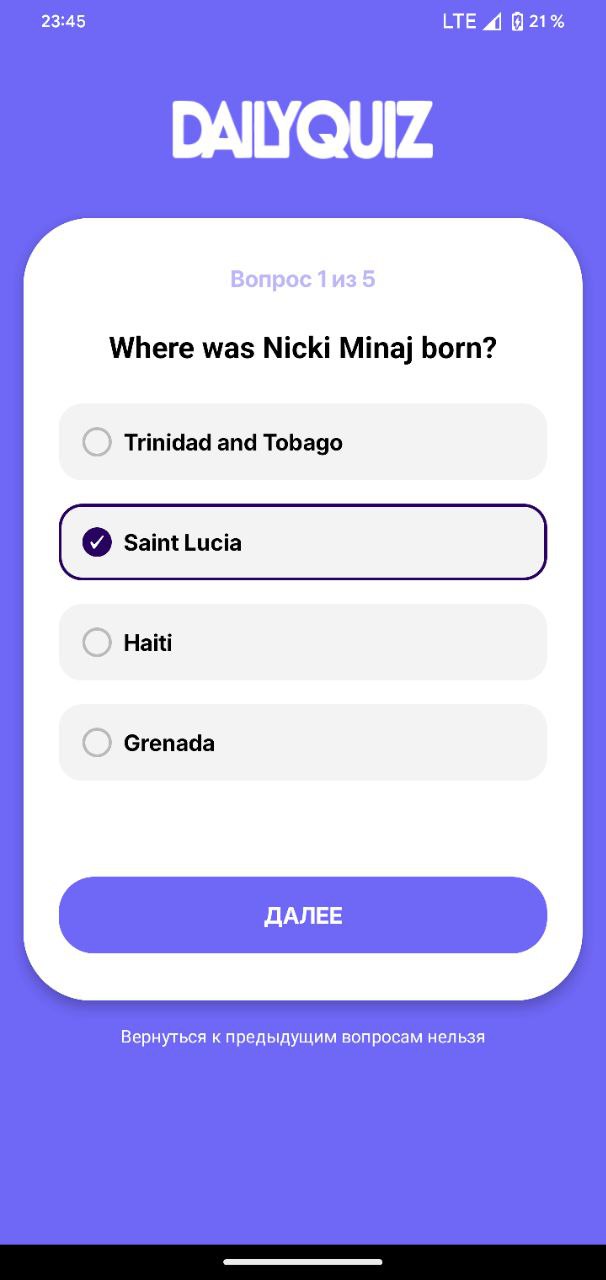 23:45 LTE 21 %
DAILYQUIZ
Вопрос 1 из 5
Where was Nicki Minaj born?
Trinidad and Tobago
Saint Lucia
Haiti
Grenada
ДАЛЕЕ
Вернуться к предыдущим вопросам нельзя